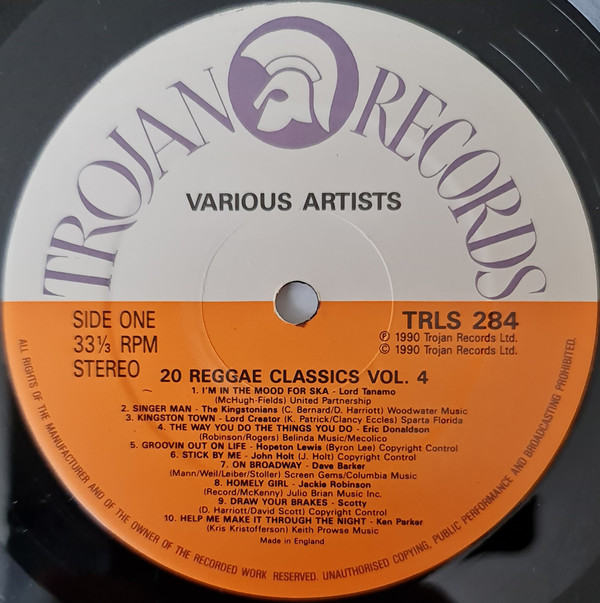 TROJAN RECORDS
VARIOUS ARTISTS
SIDE ONE
33⅓ RPM
STEREO
TRLS 284
℗ 1990 Trojan Records Ltd.
© 1990 Trojan Records Ltd.
20 REGGAE CLASSICS VOL. 4
1. I'M IN THE MOOD FOR SKA - Lord Tanamo
(McHugh-Fields) United Partnership
2. SINGER MAN - The Kingstonians (C. Bernard/D. Harriott) Woodwater Music
3. KINGSTON TOWN - Lord Creator (K. Patrick/Clancy Eccles) Sparta Florida
4. THE WAY YOU DO THE THINGS YOU DO - Eric Donaldson
(Robinson/Rogers) Belinda Music/Mecolico
5. GROOVIN OUT ON LIFE - Hopeton Lewis (Byron Lee) Copyright Control
6. STICK BY ME - John Holt (J. Holt) Copyright Control
7. ON BROADWAY - Dave Barker
(Mann/Weil/Leiber/Stoller) Screen Gems/Columbia Music
8. HOMELY GIRL - Jackie Robinson
(Record/McKenny) Julio Brian Music Inc.
9. DRAW YOUR BRAKES - Scotty
(D. Harriott/David Scott) Copyright Control
10. HELP ME MAKE IT THROUGH THE NIGHT - Ken Parker
(Kris Kristofferson) Keith Prowse Music
Made in England
ALL RIGHTS OF THE MANUFACTURER AND OF THE OWNER OF THE RECORDED WORK RESERVED. UNAUTHORISED COPYING, PUBLIC PERFORMANCE AND BROADCASTING PROHIBITED.